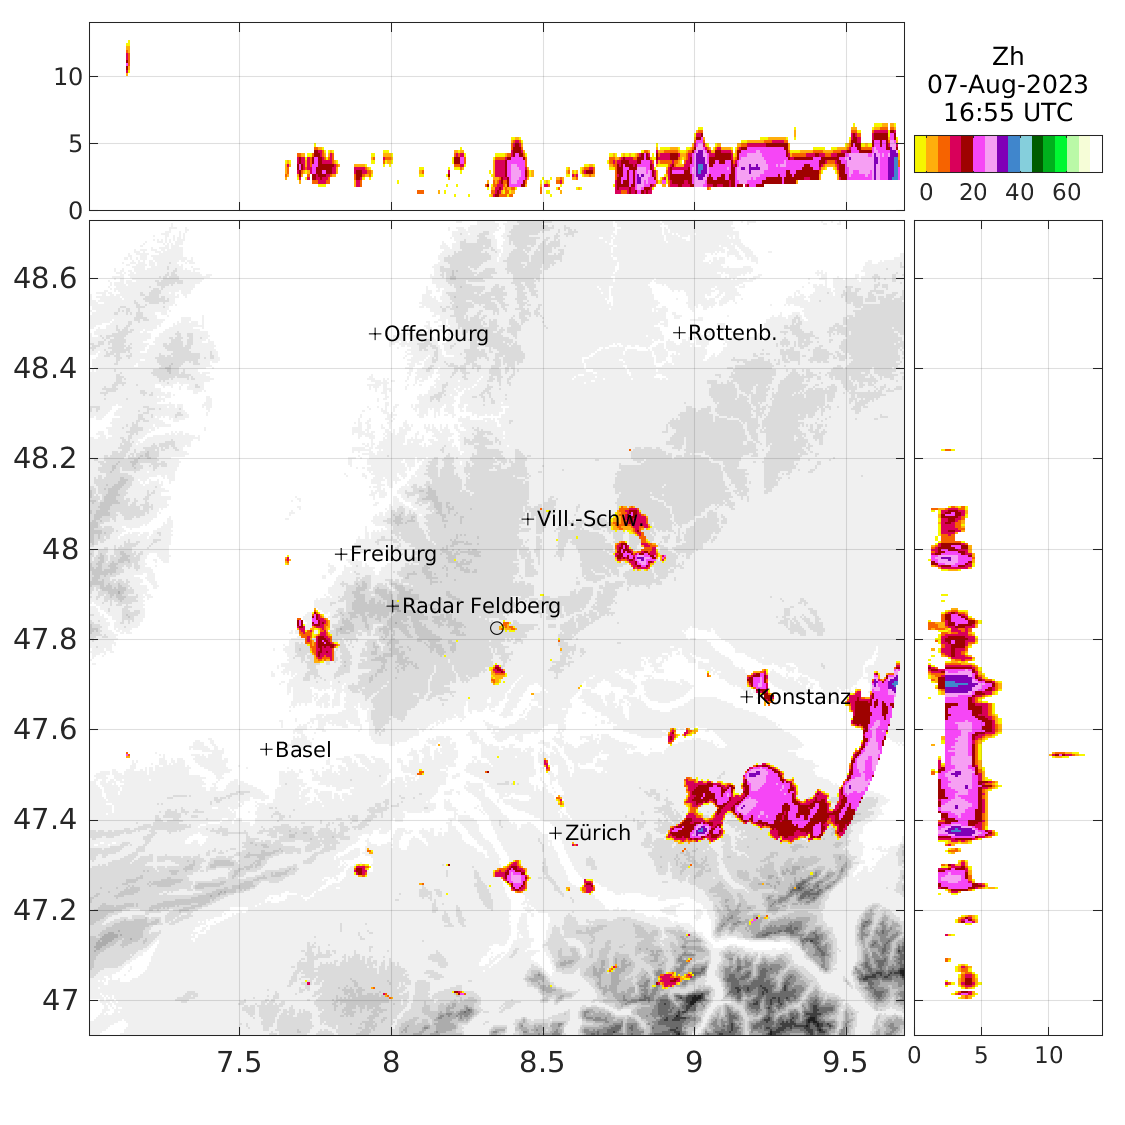 Zh
07-Aug-2023
16:55 UTC
10
5
0
0 20 40 60
48.6
48.4
48.2
48
47.8
47.6
47.4
47.2
47
+Offenburg
+Rottenb.
+Vill.-Schw.
+Freiburg
+Radar Feldberg
+Konstanz
+Basel
+Zürich
7.5 8 8.5 9 9.5
0 5 10